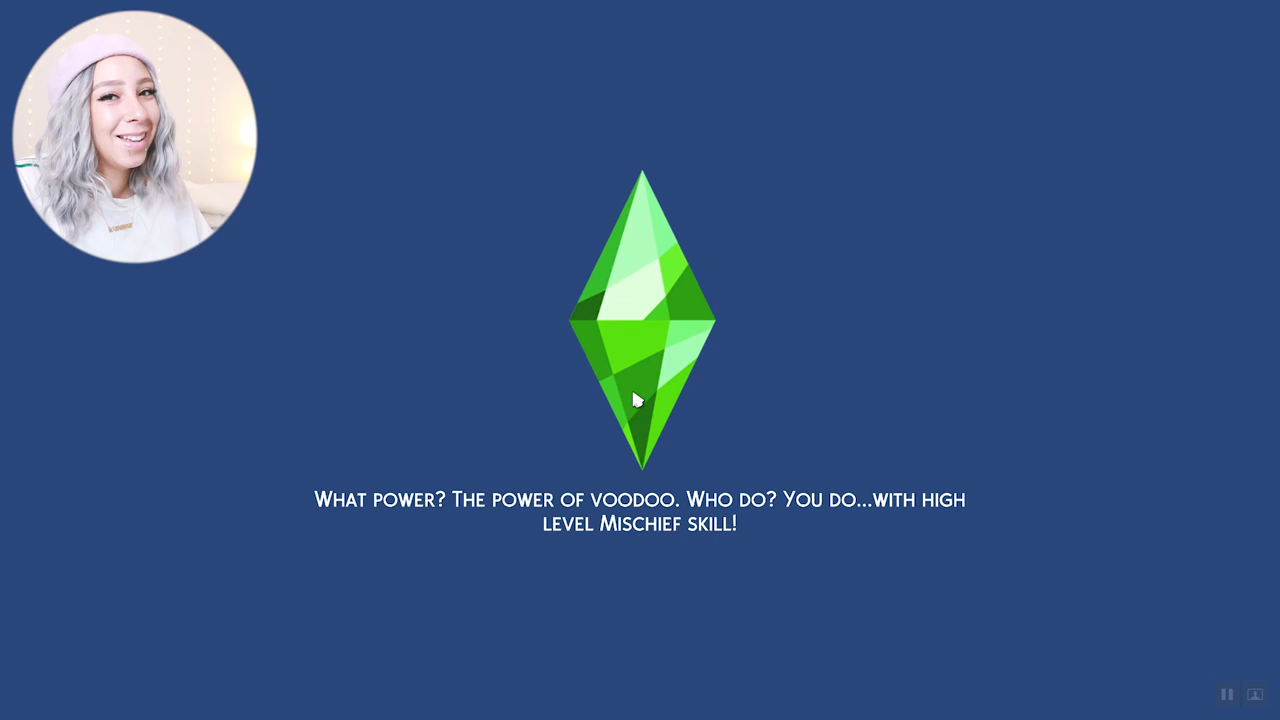 What power? The power of voodoo. Who do? You do...with high
level Mischief skill!